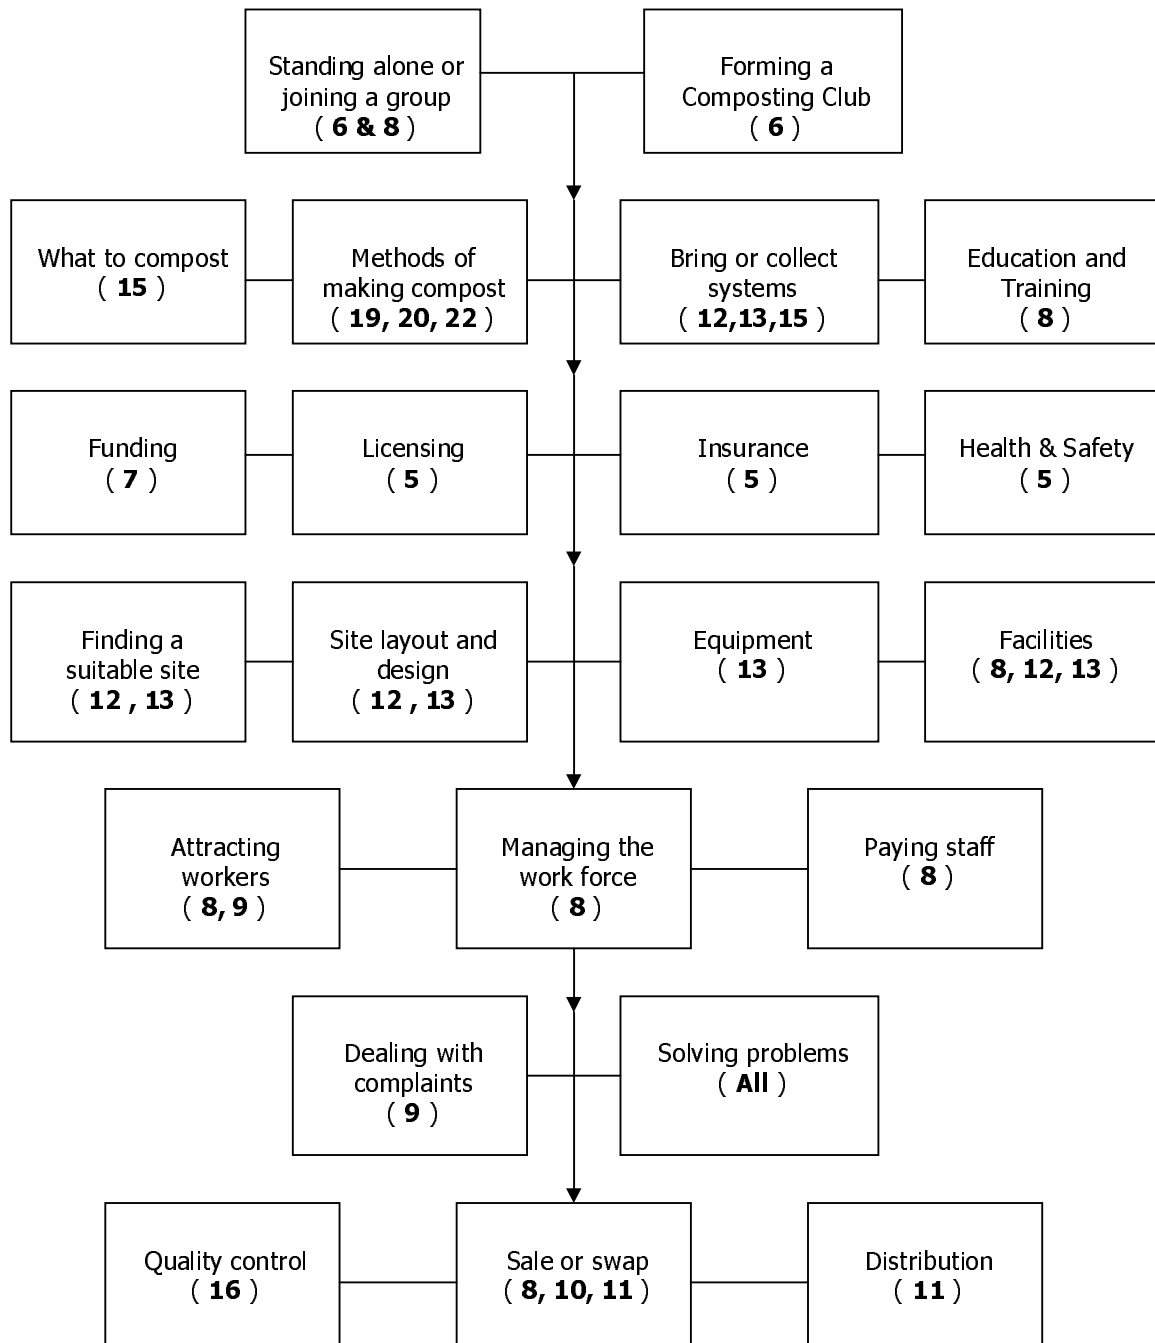 Standing alone or
joining a group
( 6 & 8 )
Forming a
Composting Club
( 6 )
What to compost
( 15 )
Methods of
making compost
( 19, 20, 22 )
Bring or collect
systems
( 12,13,15 )
Education and
Training
( 8 )
Funding
( 7 )
Licensing
( 5 )
Insurance
( 5 )
Health & Safety
( 5 )
Finding a
suitable site
( 12 , 13 )
Site layout and
design
( 12 , 13 )
Equipment
( 13 )
Facilities
( 8, 12, 13 )
Attracting
workers
( 8, 9 )
Managing the
work force
( 8 )
Paying staff
( 8 )
Dealing with
complaints
( 9 )
Solving problems
( All )
Quality control
( 16 )
Sale or swap
( 8, 10, 11 )
Distribution
( 11 )